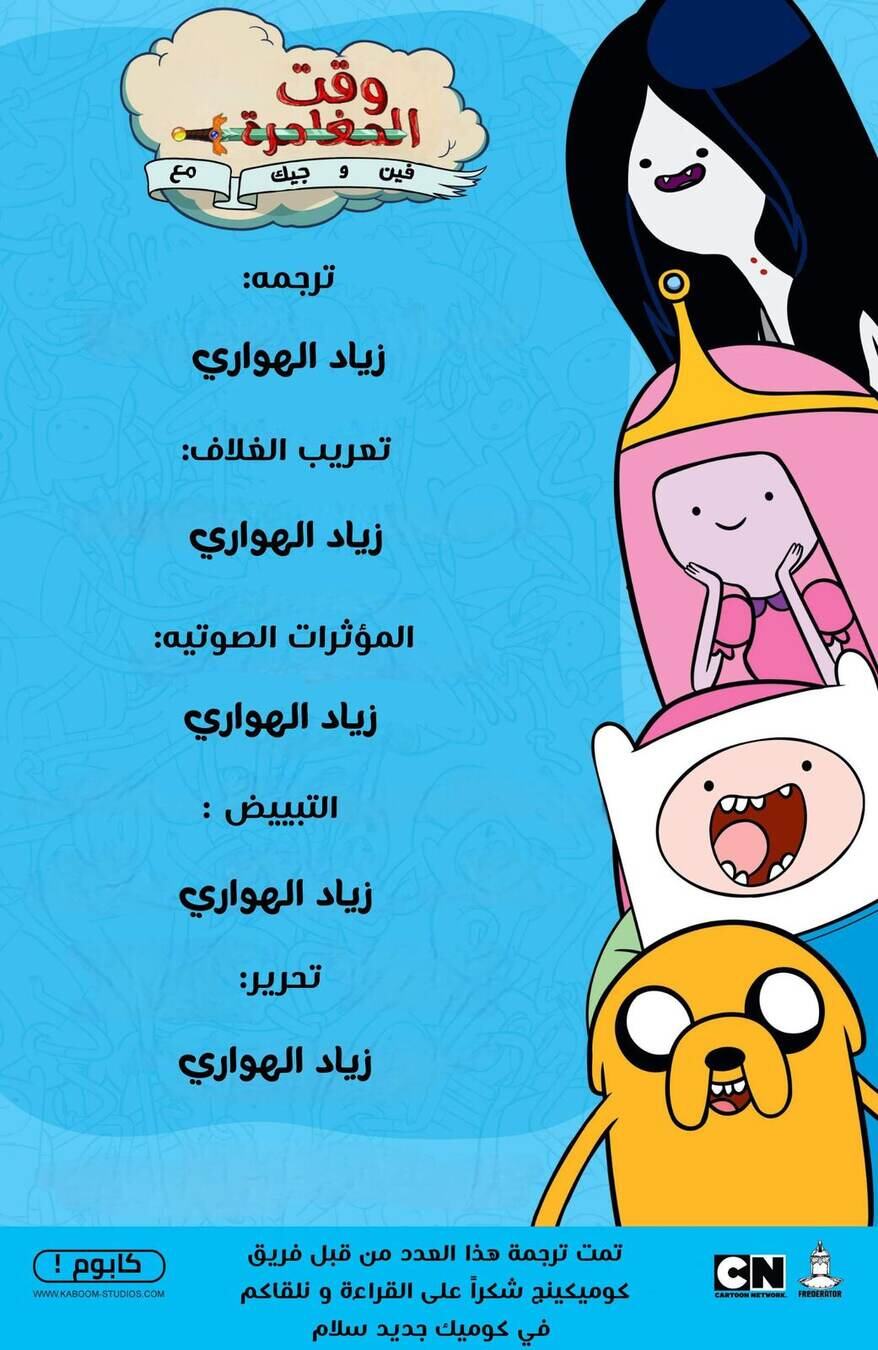 وقت
المغامرة
مع فين و جيك
ترجمه:
زياد الهواري
تعريب الغلاف:
زياد الهواري
المؤثرات الصوتيه:
زياد الهواري
التبييض :
زياد الهواري
تحرير:
زياد الهواري
تمت ترجمة هذا العدد من قبل فريق
كوميكينج شكراً على القراءة و نلقاكم
في كوميك جديد سلام
كابوم !
WWW.KABOOM-STUDIOS.COM
CN
CARTOON NETWORK.
FREDERATOR